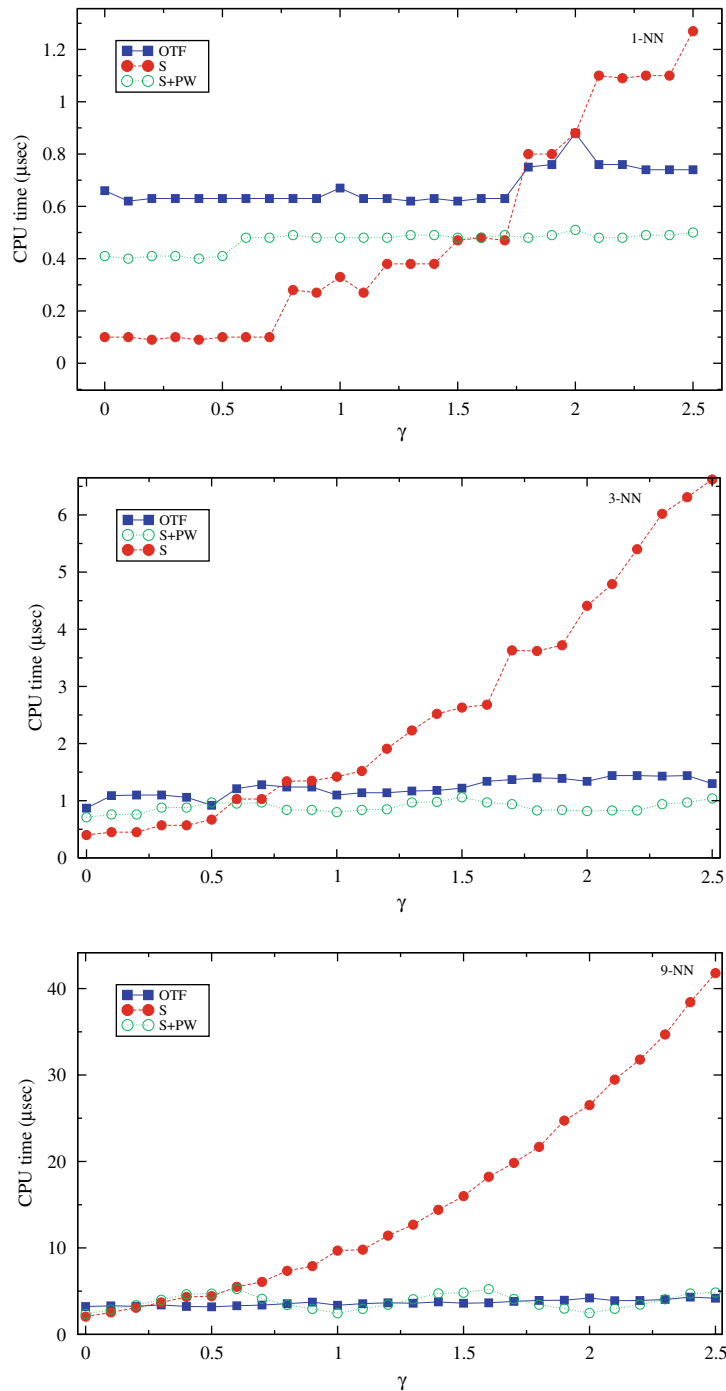 1-NN
OTF
S
S+PW
1.2
1
0.8
0.6
0.4
0.2
0
CPU time (μsec)
0 0.5 1 1.5 2 2.5
γ
3-NN
OTF
S+PW
S
6
5
4
3
2
1
0
CPU time (μsec)
0 0.5 1 1.5 2 2.5
γ
9-NN
OTF
S
S+PW
40
30
20
10
0
CPU time (μsec)
0 0.5 1 1.5 2 2.5
γ